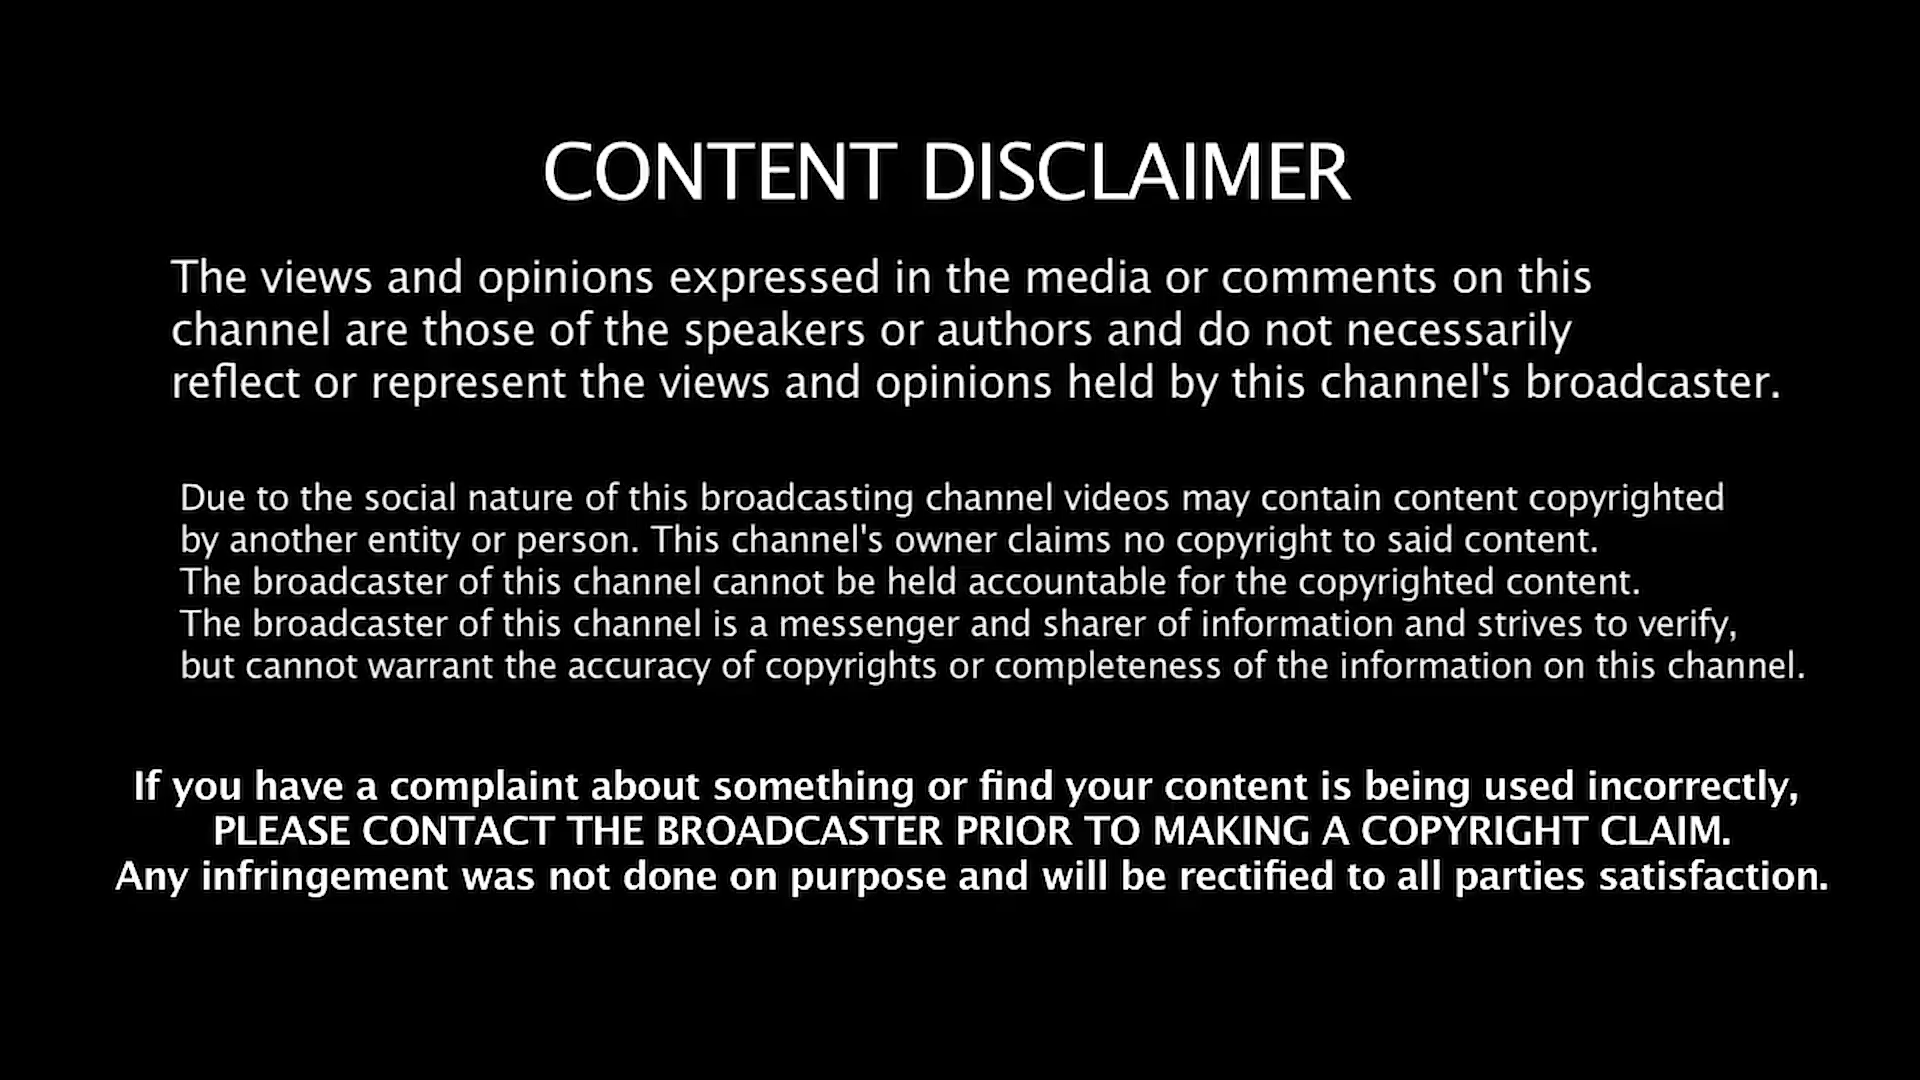 CONTENT DISCLAIMER
The views and opinions expressed in the media or comments on this
channel are those of the speakers or authors and do not necessarily
reflect or represent the views and opinions held by this channel's broadcaster.
Due to the social nature of this broadcasting channel videos may contain content copyrighted
by another entity or person. This channel's owner claims no copyright to said content.
The broadcaster of this channel cannot be held accountable for the copyrighted content.
The broadcaster of this channel is a messenger and sharer of information and strives to verify,
but cannot warrant the accuracy of copyrights or completeness of the information on this channel.
If you have a complaint about something or find your content is being used incorrectly,
PLEASE CONTACT THE BROADCASTER PRIOR TO MAKING A COPYRIGHT CLAIM.
Any infringement was not done on purpose and will be rectified to all parties satisfaction.